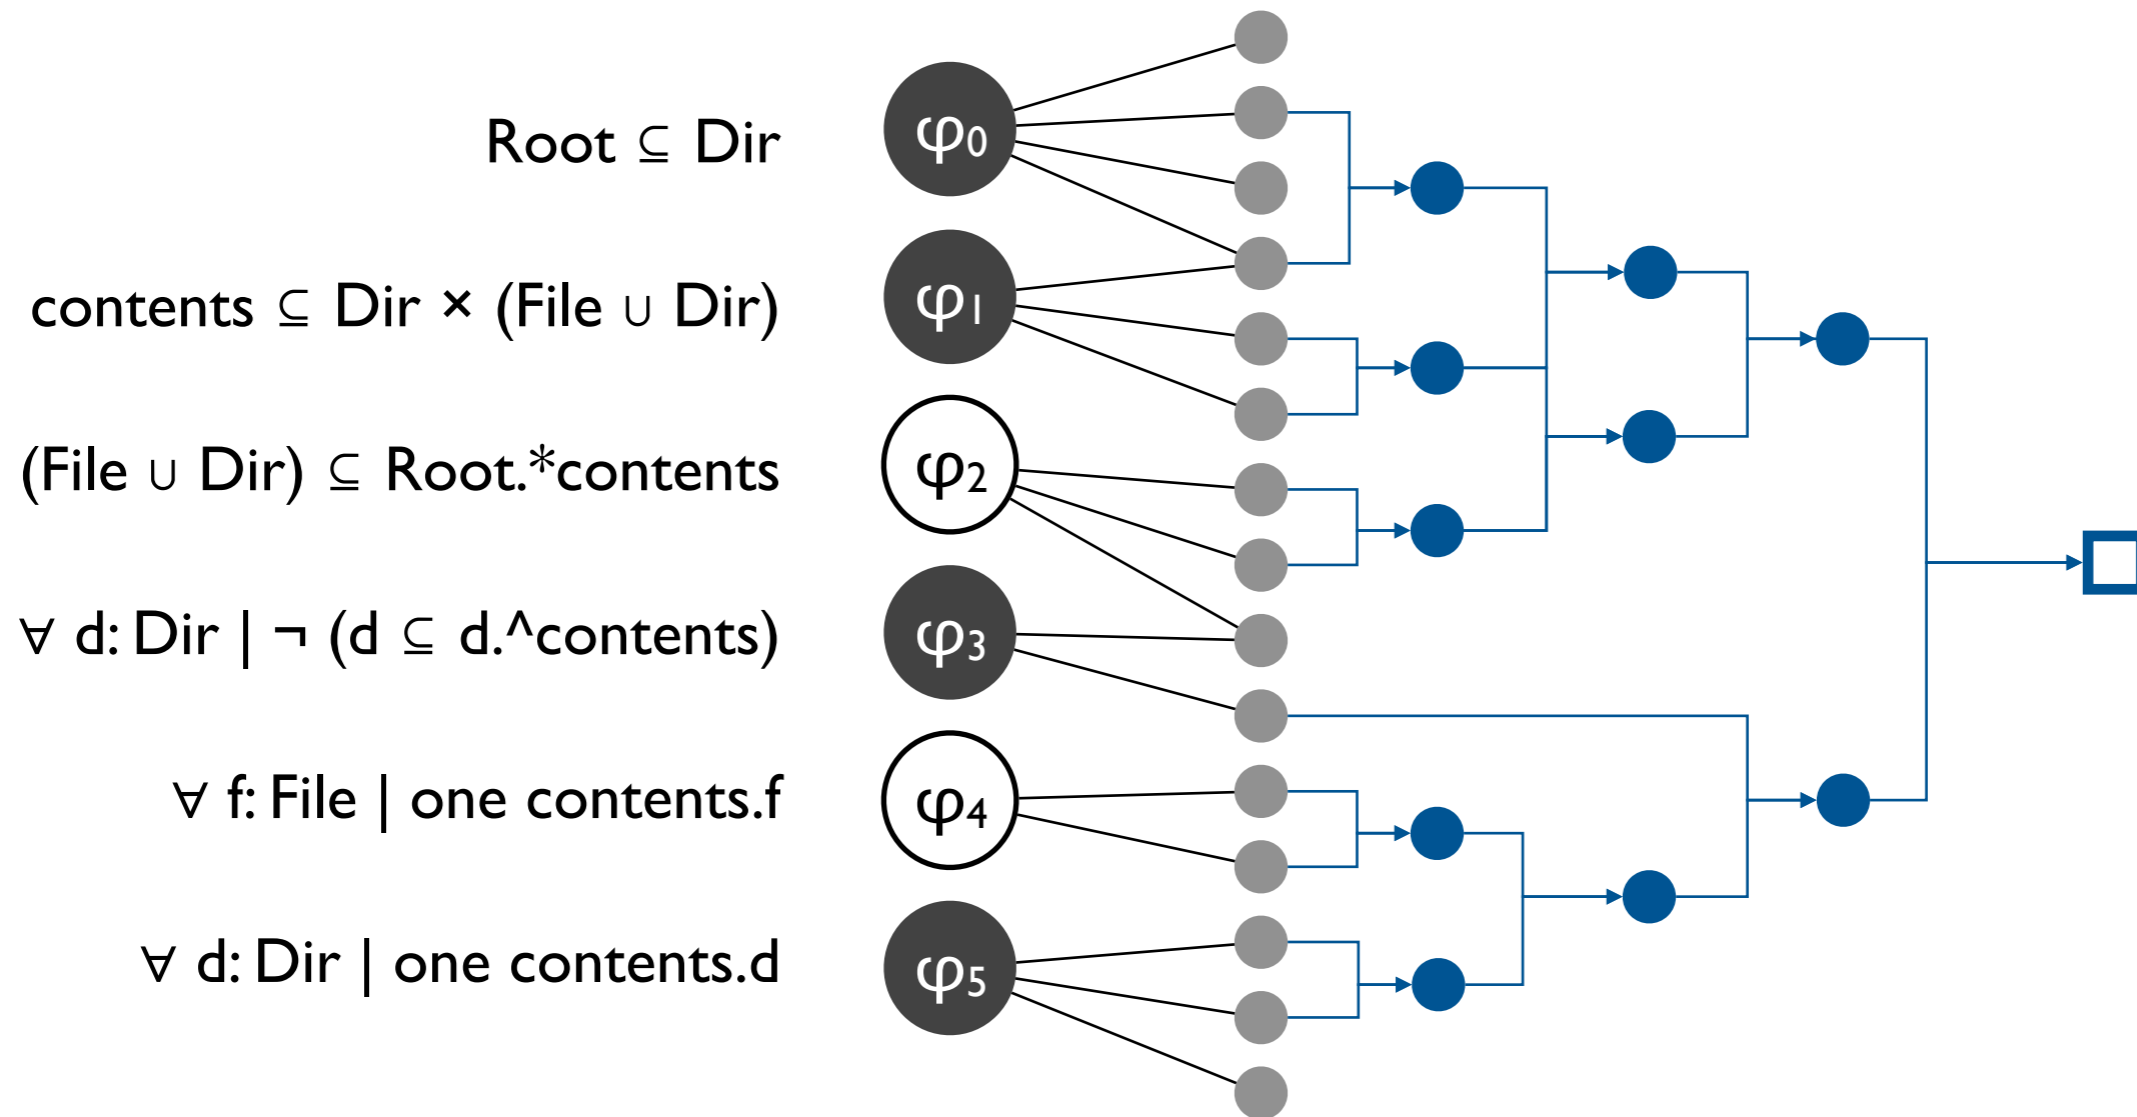 Root ⊆ Dir
φ₀
contents ⊆ Dir × (File ∪ Dir)
φ₁
(File ∪ Dir) ⊆ Root.*contents
φ₂
∀ d: Dir | ¬ (d ⊆ d.^contents)
φ₃
∀ f: File | one contents.f
φ₄
∀ d: Dir | one contents.d
φ₅